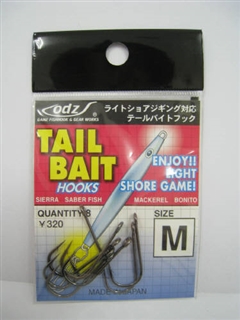 odz
GAME FISHERMAN & GEAR WORKS
ライトショアジギング対応
テールバイトフック
TAIL
BAIT
HOOKS
ENJOY!!
LIGHT
SHORE GAME!
SIERRA SABER FISH MACKEREL BONITO
QUANTITY 8
¥320
SIZE
M
MADE IN JAPAN